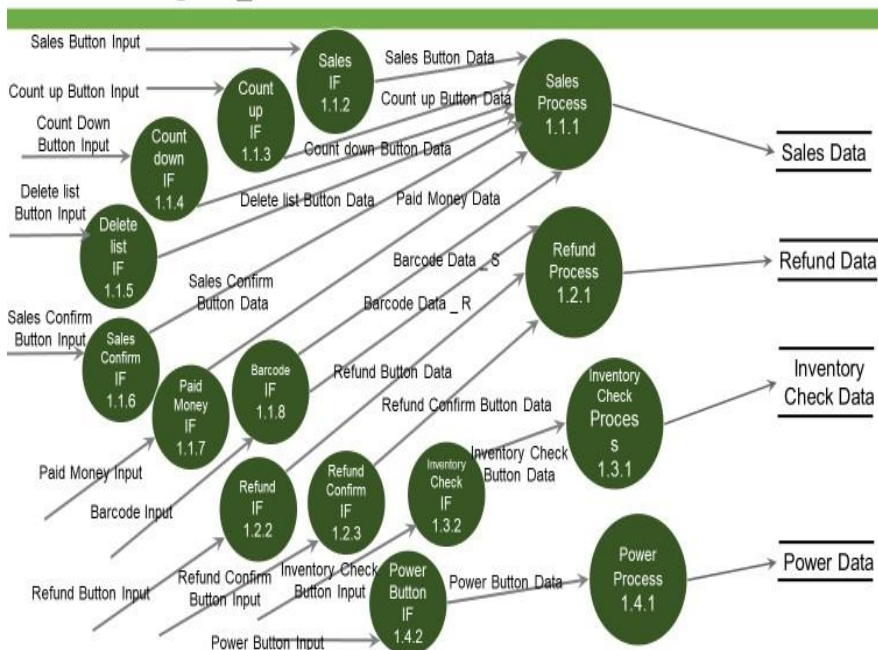 Sales Button Input
Sales
IF
1.1.2
Sales Button Data
Sales
Process
1.1.1
Count up Button Input
Count
up
IF
1.1.3
Count up Button Data
Count Down
Button Input
Count
down
IF
1.1.4
Count down Button Data
Sales Data
Delete list
Button Input
Delete
list
IF
1.1.5
Delete list Button Data
Paid Money Data
Refund
Process
1.2.1
Refund Data
Sales Confirm
Button Data
Barcode Data _ S
Barcode Data _ R
Sales Confirm
Button Input
Sales
Confirm
IF
1.1.6
Paid
Money
IF
1.1.7
Barcode
IF
1.1.8
Refund Button Data
Refund Confirm Button Data
Inventory
Check
Proces
s
1.3.1
Inventory
Check Data
Paid Money Input
Barcode Input
Refund
IF
1.2.2
Refund
Confirm
IF
1.2.3
Inventory
Check
IF
1.3.2
Inventory Check
Button Data
Refund Button Input
Refund Confirm
Button Input
Inventory Check
Button Input
Power
Button
IF
1.4.2
Power Button Data
Power
Process
1.4.1
Power Data
Power Button Input